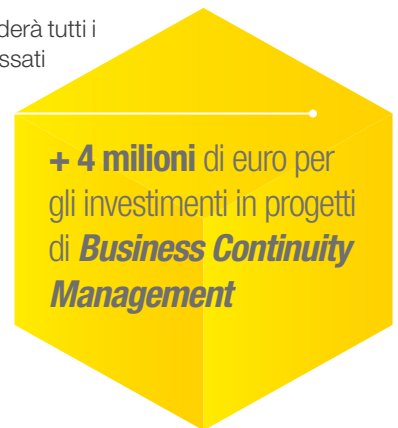 derà tutti i
ssati
+ 4 milioni di euro per
gli investimenti in progetti
di Business Continuity
Management